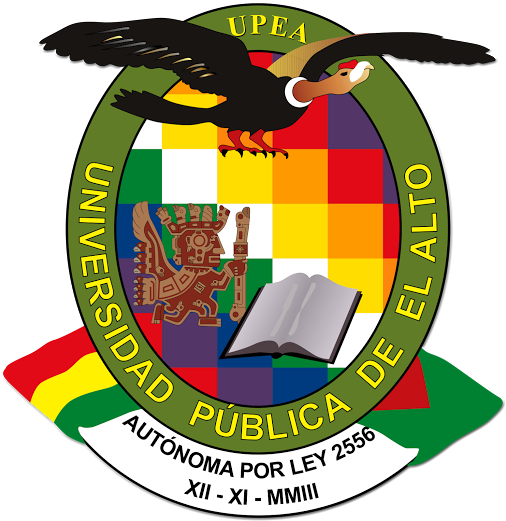 UPEA
UNIVERSIDAD PÚBLICA DE EL ALTO
AUTÓNOMA POR LEY 2556
XII - XI - MMIII